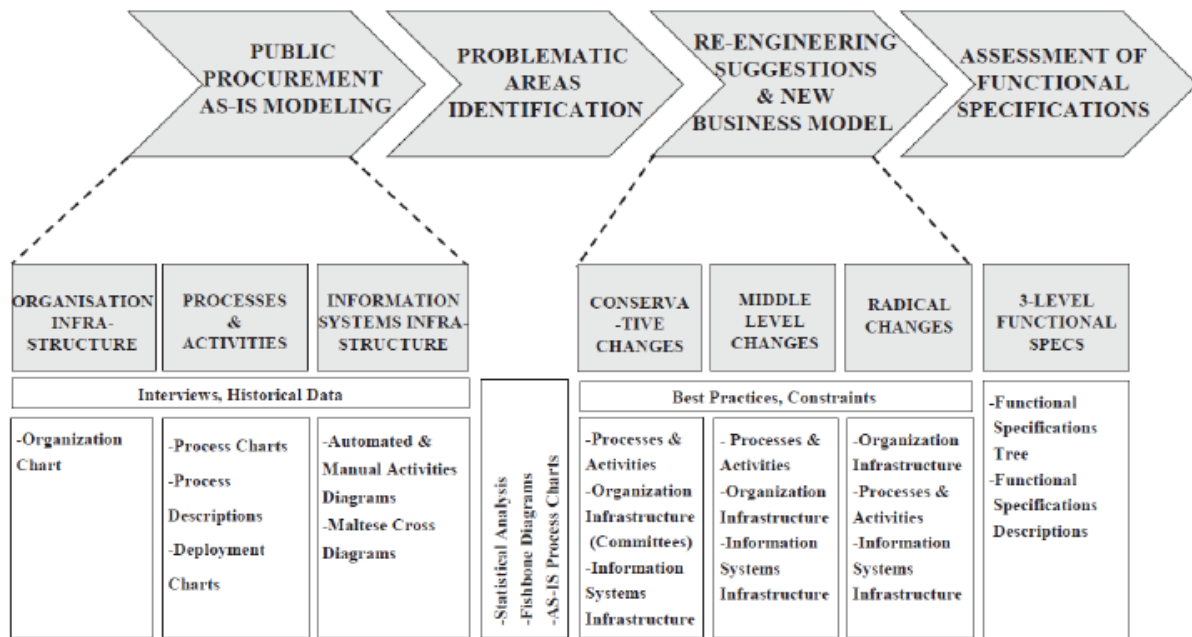 PUBLIC
PROCUREMENT
AS-IS MODELING
PROBLEMATIC
AREAS
IDENTIFICATION
RE-ENGINEERING
SUGGESTIONS
& NEW
BUSINESS MODEL
ASSESSMENT OF
FUNCTIONAL
SPECIFICATIONS
ORGANISATION
INFRA-
STRUCTURE
PROCESSES
&
ACTIVITIES
INFORMATION
SYSTEMS INFRA-
STRUCTURE
CONSERVA
-TIVE
CHANGES
MIDDLE
LEVEL
CHANGES
RADICAL
CHANGES
3-LEVEL
FUNCTIONAL
SPECS
Interviews, Historical Data
-Organization
Chart
-Process Charts
-Process
Descriptions
-Deployment
Charts
-Automated &
Manual Activities
Diagrams
-Maltese Cross
Diagrams
-Statistical Analysis
-Fishbone Diagrams
-AS-IS Process Charts
Best Practices, Constraints
-Processes &
Activities
-Organization
Infrastructure
(Committees)
-Information
Systems
Infrastructure
- Processes &
Activities
-Organization
Infrastructure
-Information
Systems
Infrastructure
-Organization
Infrastructure
-Processes &
Activities
-Information
Systems
Infrastructure
-Functional
Specifications
Tree
-Functional
Specifications
Descriptions